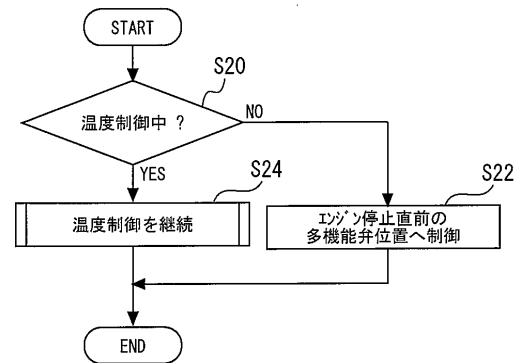 START
S20
温度制御中 ?
NO
YES
S24
S22
温度制御を継続
エンジン停止直前の
多機能弁位置へ制御
END